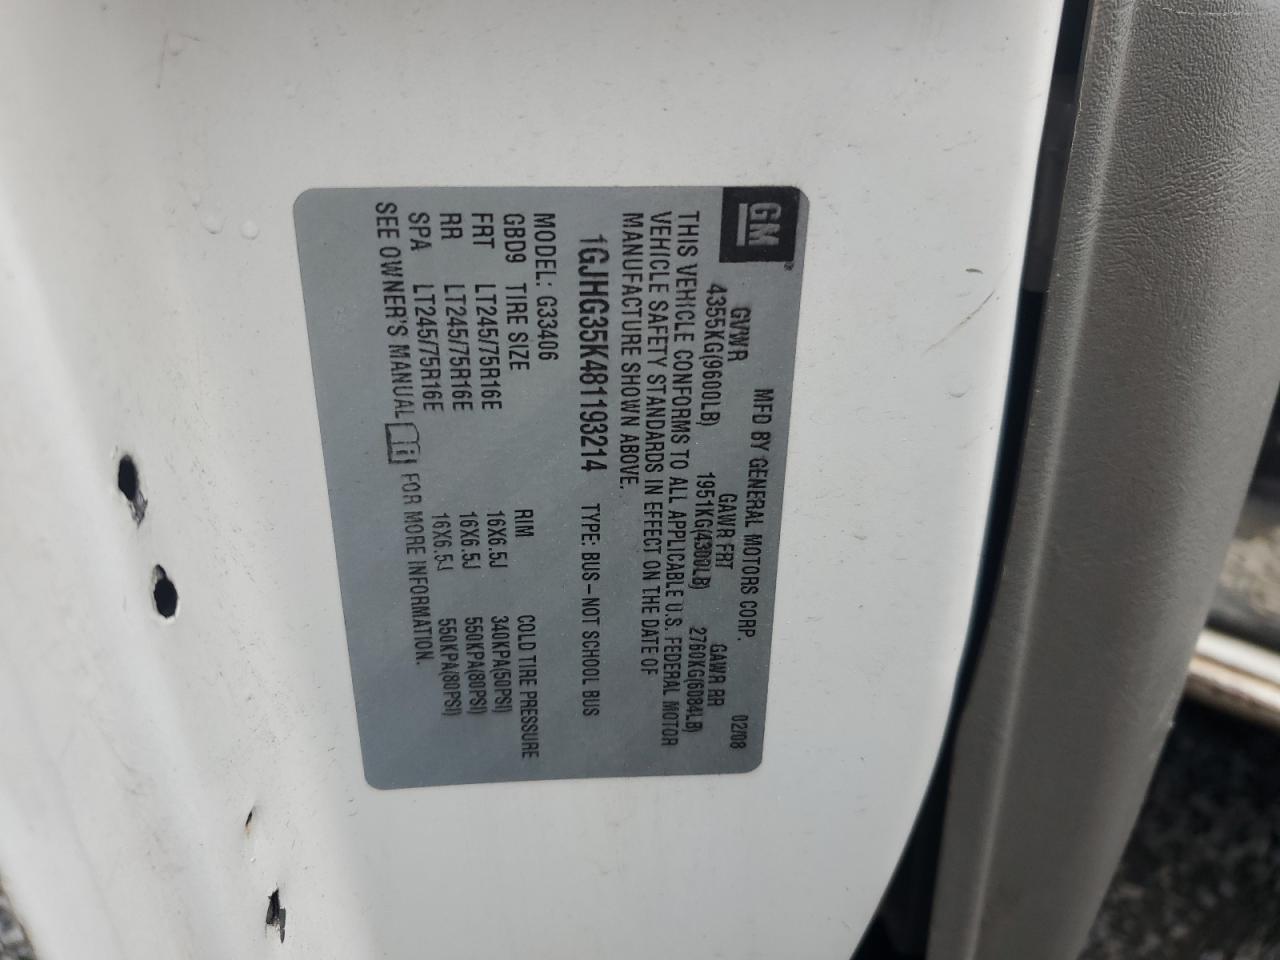 GM®
MFD BY GENERAL MOTORS CORP. 02/08
GVWR GAWR FRT GAWR RR
4355KG(9600LB) 1951KG(4300LB) 2760KG(6084LB)
THIS VEHICLE CONFORMS TO ALL APPLICABLE U.S. FEDERAL MOTOR
VEHICLE SAFETY STANDARDS IN EFFECT ON THE DATE OF
MANUFACTURE SHOWN ABOVE.
1GJHG35K481193214 TYPE: BUS-NOT SCHOOL BUS
MODEL: G33406
GBD9 TIRE SIZE RIM COLD TIRE PRESSURE
FRT LT245/75R16E 16X6.5J 340KPA(50PSI)
RR LT245/75R16E 16X6.5J 550KPA(80PSI)
SPA LT245/75R16E 16X6.5J 550KPA(80PSI)
SEE OWNER'S MANUAL FOR MORE INFORMATION.